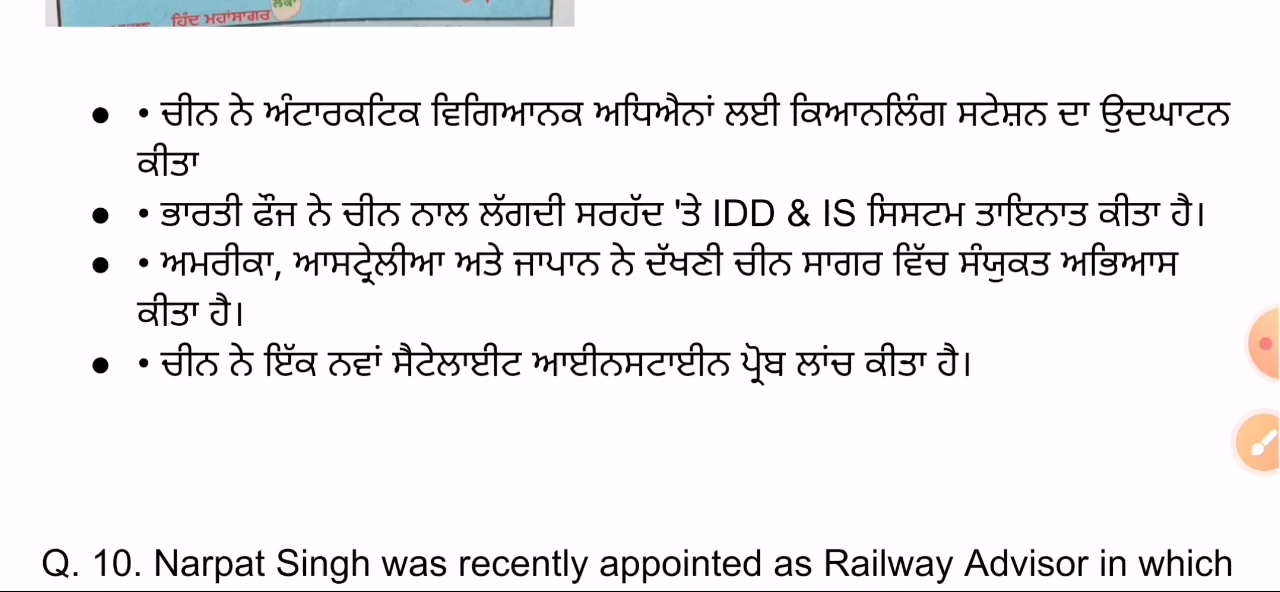 ਹਿੰਦ ਮਹਾਂਸਾਗਰ
• • ਚੀਨ ਨੇ ਅੰਟਾਰਕਟਿਕ ਵਿਗਿਆਨਕ ਅਧਿਐਨਾਂ ਲਈ ਕਿਆਨਲਿੰਗ ਸਟੇਸ਼ਨ ਦਾ ਉਦਘਾਟਨ
ਕੀਤਾ
• • ਭਾਰਤੀ ਫੌਜ ਨੇ ਚੀਨ ਨਾਲ ਲੱਗਦੀ ਸਰਹੱਦ 'ਤੇ IDD & IS ਸਿਸਟਮ ਤਾਇਨਾਤ ਕੀਤਾ ਹੈ।
• • ਅਮਰੀਕਾ, ਆਸਟ੍ਰੇਲੀਆ ਅਤੇ ਜਾਪਾਨ ਨੇ ਦੱਖਣੀ ਚੀਨ ਸਾਗਰ ਵਿੱਚ ਸੰਯੁਕਤ ਅਭਿਆਸ
ਕੀਤਾ ਹੈ।
• • ਚੀਨ ਨੇ ਇੱਕ ਨਵਾਂ ਸੈਟੇਲਾਈਟ ਆਈਨਸਟਾਈਨ ਪ੍ਰੋਬ ਲਾਂਚ ਕੀਤਾ ਹੈ।
Q. 10. Narpat Singh was recently appointed as Railway Advisor in which